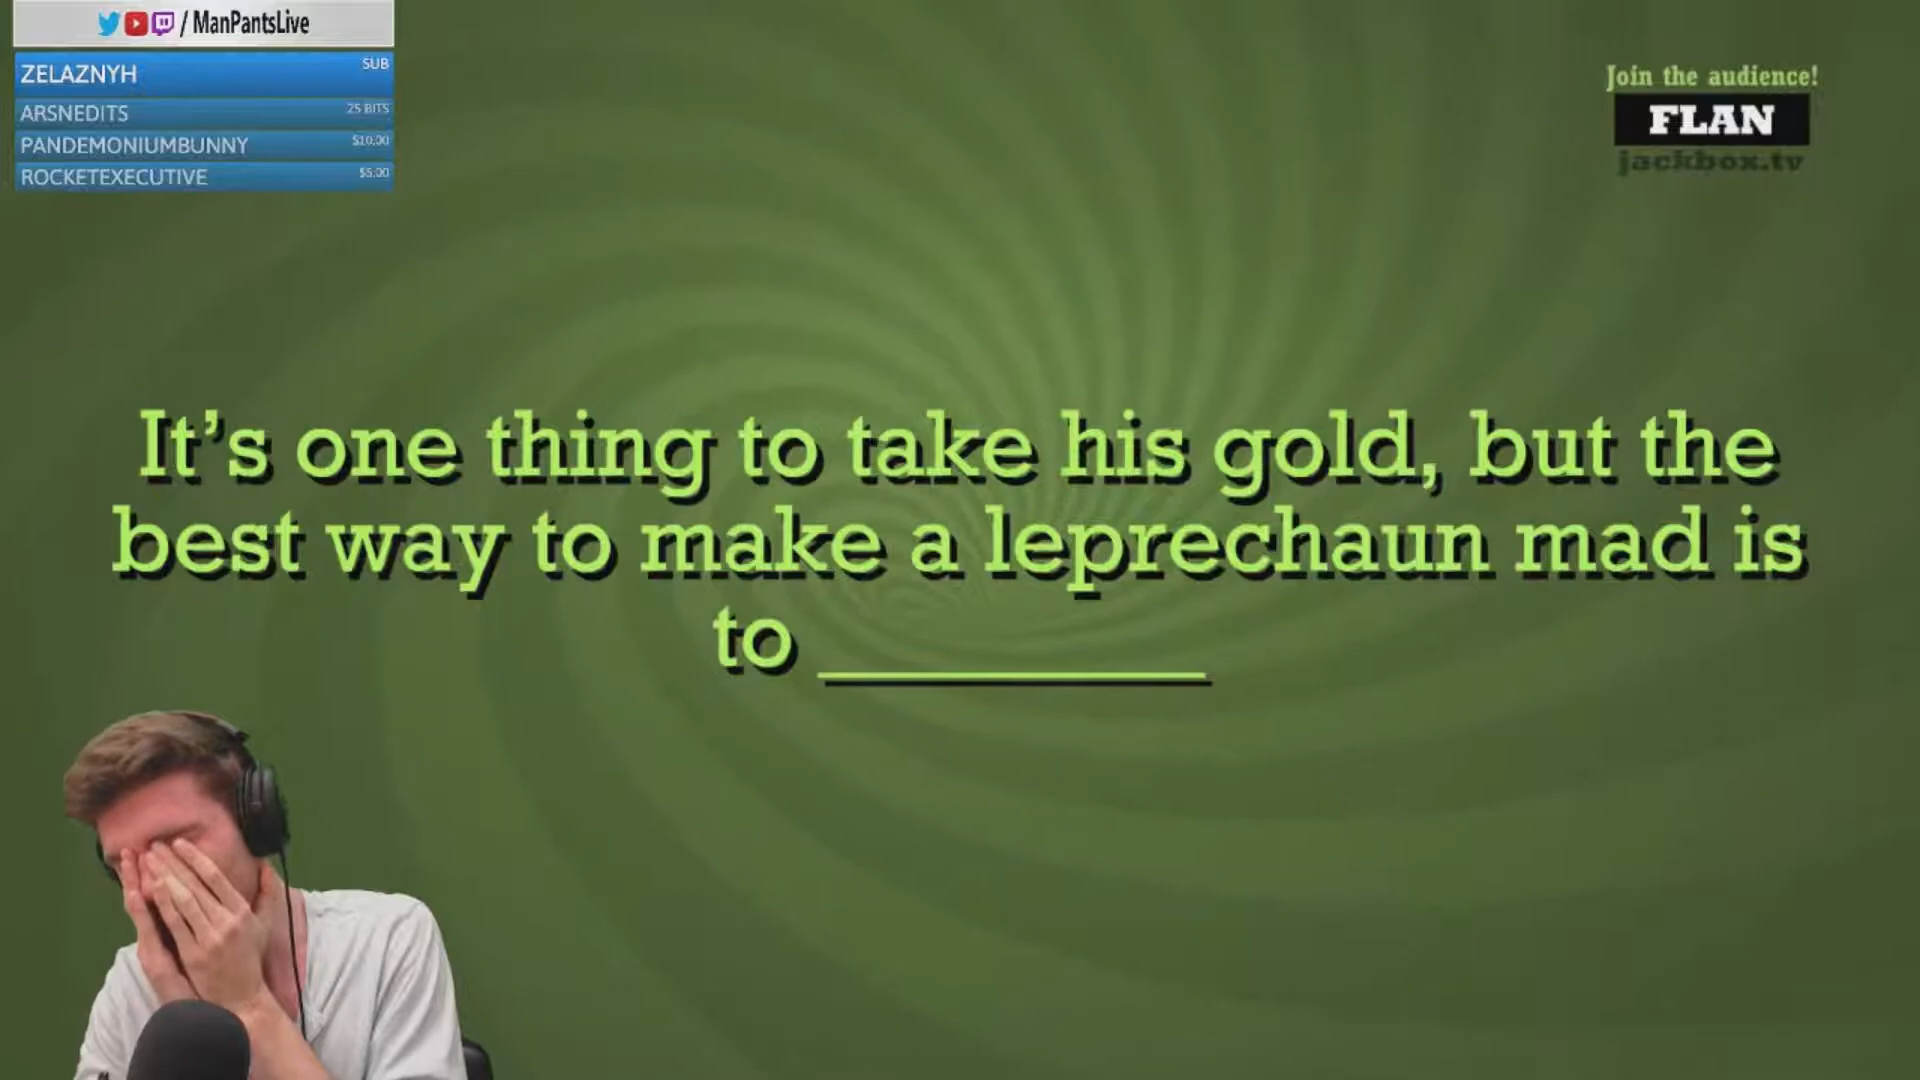 / ManPantsLive
ZELAZNYH SUB
ARSNEDITS 25 BITS
PANDEMONIUMBUNNY $10.00
ROCKETEXECUTIVE $5.00
Join the audience!
FLAN
jackbox.tv
It’s one thing to take his gold, but the
best way to make a leprechaun mad is
to __________